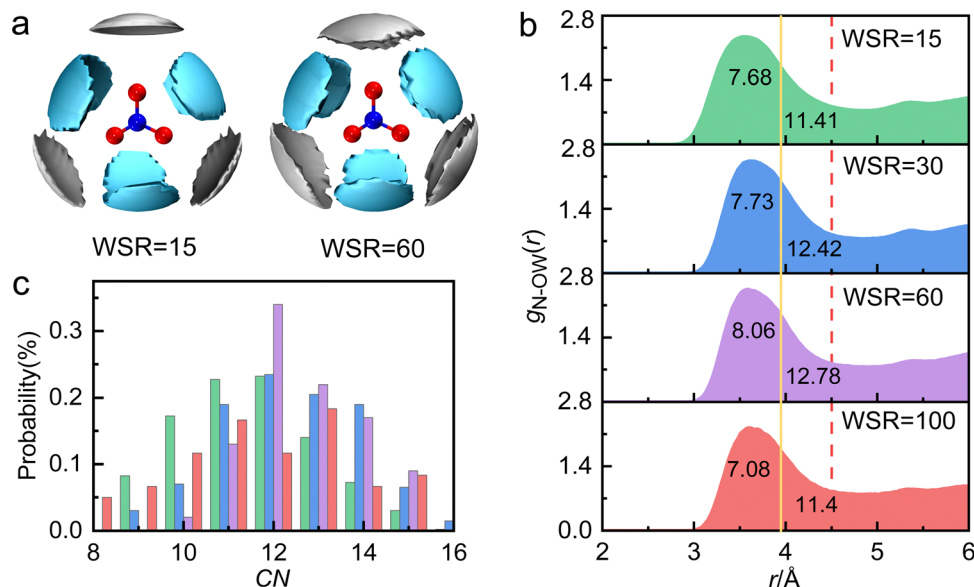 a
WSR=15
WSR=60
b
2.8
WSR=15
7.68
1.4
11.41
2.8
WSR=30
7.73
1.4
12.42
2.8
WSR=60
8.06
1.4
12.78
2.8
WSR=100
1.4
7.08
11.4
0.0
2 3 4 5 6
r/Å
gN-OW(r)
c
Probability(%)
0.3
0.2
0.1
0.0
8 10 12 14 16
CN